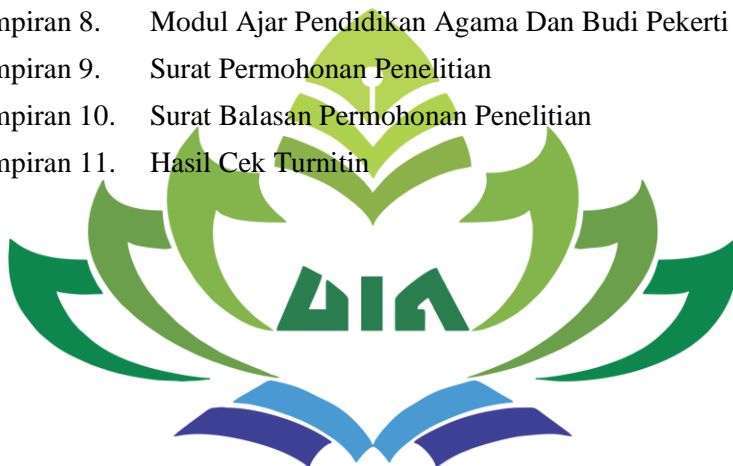 mpiran 8. Modul Ajar Pendidikan Agama Dan Budi Pekerti
mpiran 9. Surat Permohonan Penelitian
mpiran 10. Surat Balasan Permohonan Penelitian
mpiran 11. Hasil Cek Turnitin
UIN